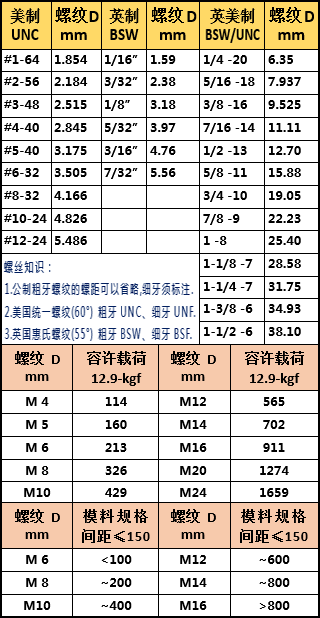 美制 螺纹D 英制 螺纹D 英美制 螺纹D
UNC mm BSW mm BSW/UNC mm
#1-64 1.854 1/16” 1.59 1/4 -20 6.35
#2-56 2.184 3/32” 2.38 5/16 -18 7.937
#3-48 2.515 1/8” 3.18 3/8 -16 9.525
#4-40 2.845 5/32” 3.97 7/16 -14 11.11
#5-40 3.175 3/16” 4.76 1/2 -13 12.70
#6-32 3.505 7/32” 5.56 5/8 -11 15.88
#8-32 4.166 3/4 -10 19.05
#10-24 4.826 7/8 -9 22.23
#12-24 5.486 1 -8 25.40
螺丝知识：
1.公制粗牙螺纹的螺距可以省略,细牙须标注.
2.美国统一螺纹(60°) 粗牙 UNC、细牙 UNF.
3.英国惠氏螺纹(55°) 粗牙 BSW、细牙 BSF.
1-1/8 -7 28.58
1-1/4 -7 31.75
1-3/8 -6 34.93
1-1/2 -6 38.10
螺纹 D 容许载荷 螺纹 D 容许载荷
mm 12.9-kgf mm 12.9-kgf
M 4 114 M12 565
M 5 160 M14 702
M 6 213 M16 911
M 8 326 M20 1274
M10 429 M24 1659
螺纹 D 模料规格 螺纹 D 模料规格
mm 间距⩽150 mm 间距⩽150
M 6 <100 M12 ~600
M 8 ~200 M14 ~800
M10 ~400 M16 >800